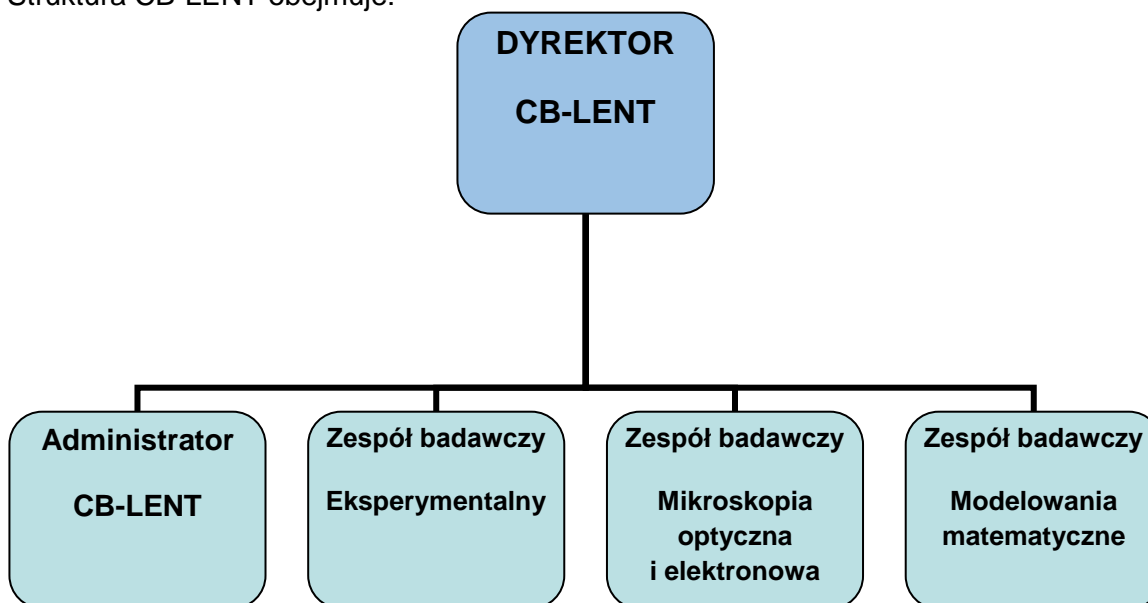 Struktura CB-LENT obejmuje:
DYREKTOR
CB-LENT
Administrator
CB-LENT
Zespół badawczy
Eksperymentalny
Zespół badawczy
Mikroskopia
optyczna
i elektronowa
Zespół badawczy
Modelowania
matematyczne